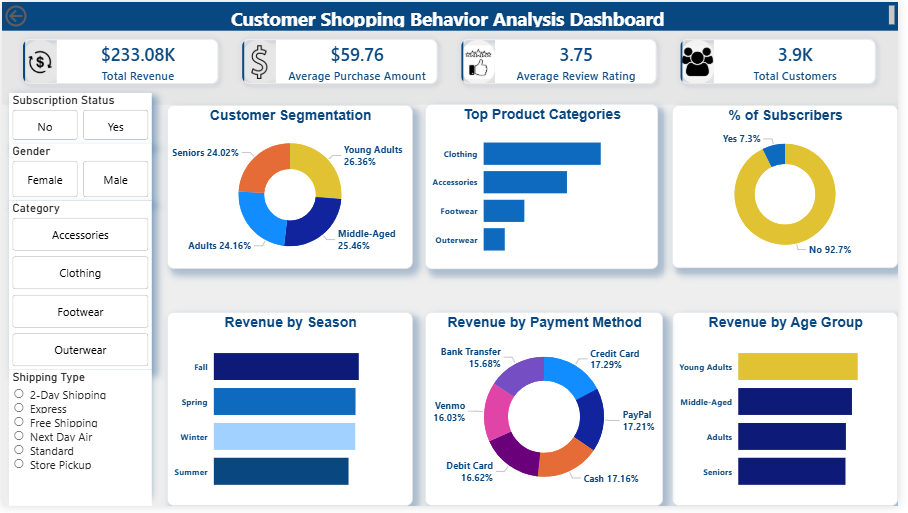 Customer Shopping Behavior Analysis Dashboard
$233.08K
Total Revenue
$59.76
Average Purchase Amount
3.75
Average Review Rating
3.9K
Total Customers
Subscription Status
No
Yes
Gender
Female
Male
Category
Accessories
Clothing
Footwear
Outerwear
Shipping Type
2-Day Shipping
Express
Free Shipping
Next Day Air
Standard
Store Pickup
Customer Segmentation
Seniors 24.02%
Young Adults
26.36%
Adults 24.16%
Middle-Aged
25.46%
Top Product Categories
Clothing
Accessories
Footwear
Outerwear
% of Subscribers
Yes 7.3%
No 92.7%
Revenue by Season
Fall
Spring
Winter
Summer
Revenue by Payment Method
Bank Transfer
15.68%
Credit Card
17.29%
Venmo
16.03%
PayPal
17.21%
Debit Card
16.62%
Cash 17.16%
Revenue by Age Group
Young Adults
Middle-Aged
Adults
Seniors